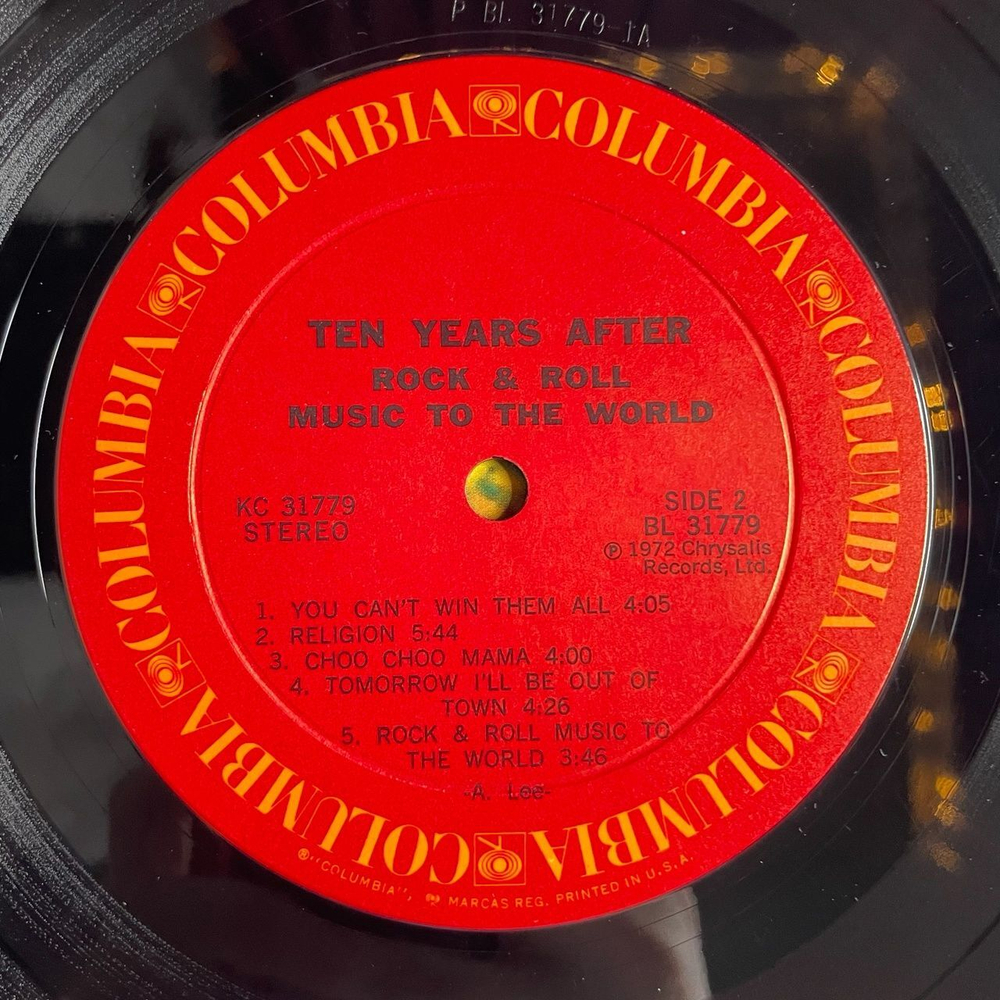 P BL 31779-1A
COLUMBIA COLUMBIA COLUMBIA COLUMBIA COLUMBIA COLUMBIA COLUMBIA COLUMBIA
TEN YEARS AFTER
ROCK & ROLL
MUSIC TO THE WORLD
KC 31779
STEREO
SIDE 2
BL 31779
℗ 1972 Chrysalis
Records, Ltd.
1. YOU CAN'T WIN THEM ALL 4:05
2. RELIGION 5:44
3. CHOO CHOO MAMA 4:00
4. TOMORROW I'LL BE OUT OF
TOWN 4:26
5. ROCK & ROLL MUSIC TO
THE WORLD 3:46
-A. Lee-
®"COLUMBIA", MARCAS REG. PRINTED IN U.S.A.